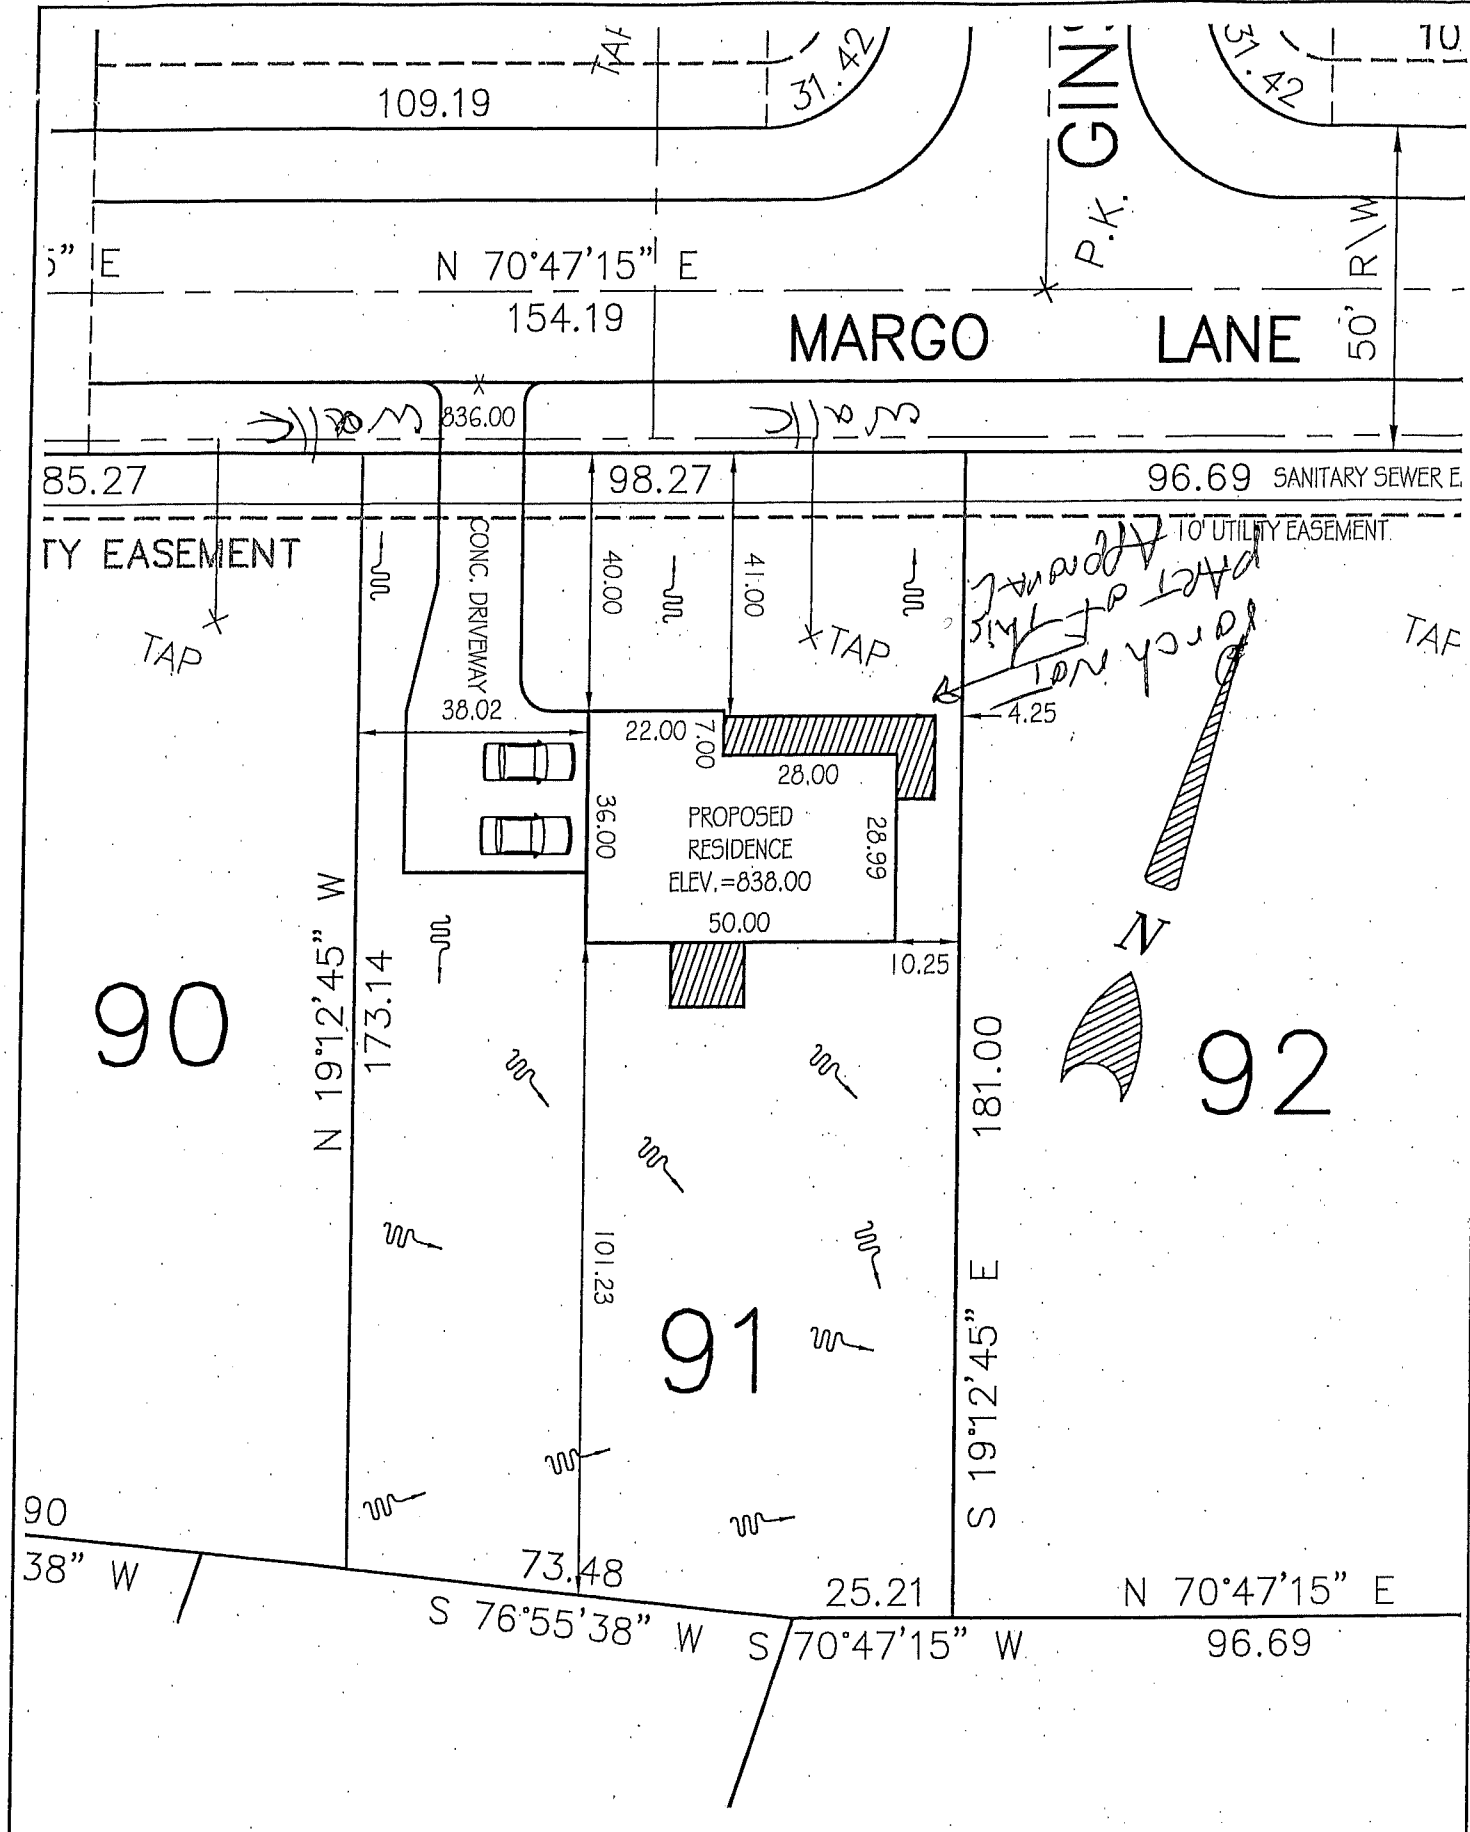 109.19
31.42
GIN
31.42
10
P.K.
5" E
N 70°47'15" E
154.19
MARGO LANE
50' R\W
walk
836.00
walk
85.27
98.27
96.69 SANITARY SEWER E
TY EASEMENT
10' UTILITY EASEMENT
CONC. DRIVEWAY
40.00
41.00
Porch Not
PART of This
Approval
TAP
TAP
TAP
38.02
22.00
7.00
4.25
28.00
36.00
PROPOSED
RESIDENCE
ELEV.=838.00
28.99
50.00
10.25
N
90
N 19°12'45" W
173.14
181.00
92
101.23
91
S 19°12'45" E
90
38" W
73.48
25.21
N 70°47'15" E
S 76°55'38" W
S 70°47'15" W
96.69